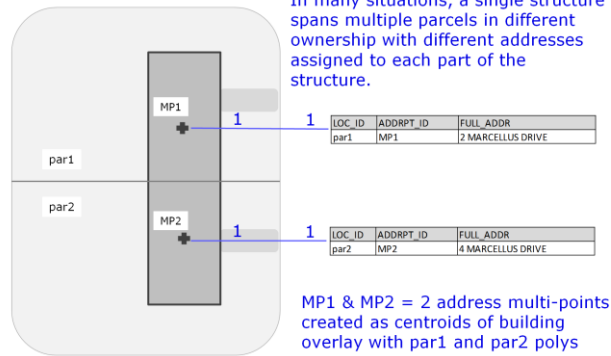 In many situations, a single structure
spans multiple parcels in different
ownership with different addresses
assigned to each part of the
structure.
MP1
1 1
LOC_ID ADDRPT_ID FULL_ADDR
par1 MP1 2 MARCELLUS DRIVE
par1
par2
MP2
1 1
LOC_ID ADDRPT_ID FULL_ADDR
par2 MP2 4 MARCELLUS DRIVE
MP1 & MP2 = 2 address multi-points
created as centroids of building
overlay with par1 and par2 polys